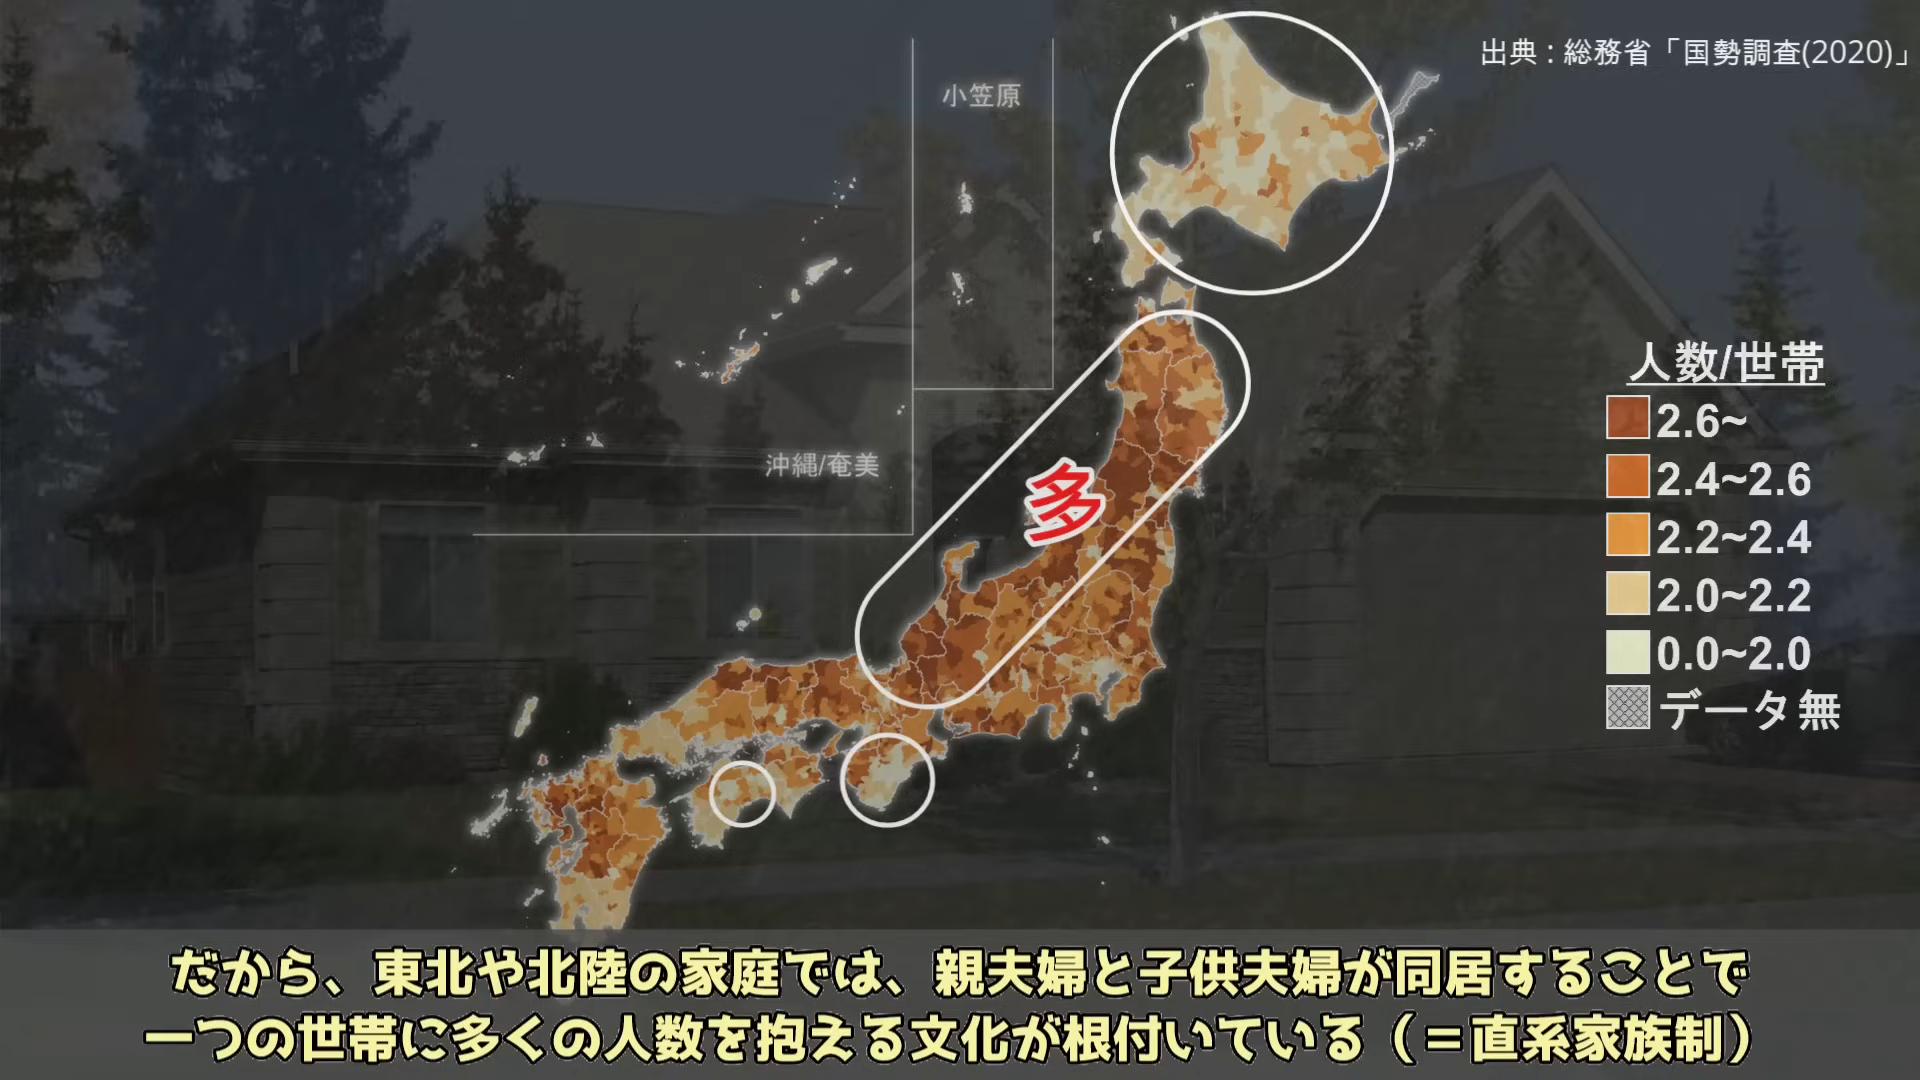 出典 : 総務省「国勢調査(2020)」
小笠原
沖縄/奄美
多
人数/世帯
2.6~
2.4~2.6
2.2~2.4
2.0~2.2
0.0~2.0
データ無
だから、東北や北陸の家庭では、親夫婦と子供夫婦が同居することで
一つの世帯に多くの人数を抱える文化が根付いている（＝直系家族制）